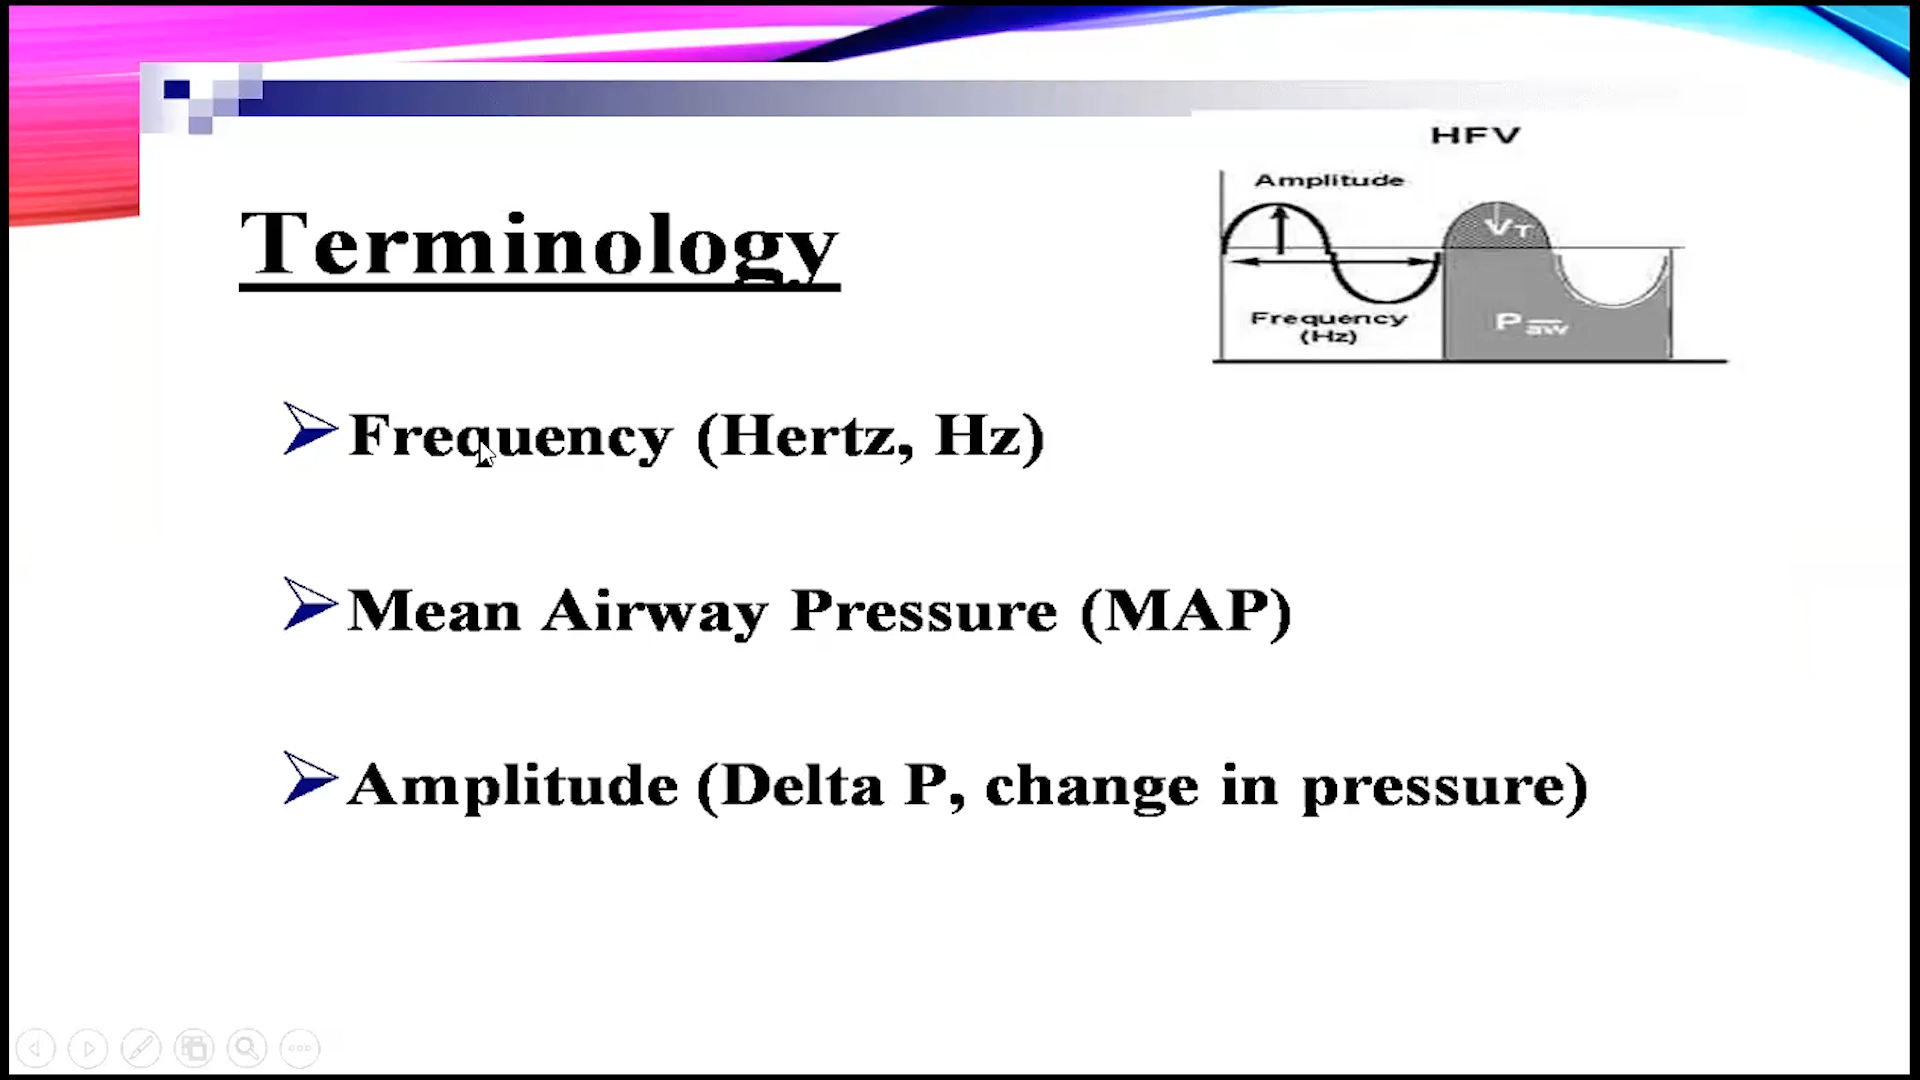 HFV
Amplitude
VT
Frequency
(Hz)
Paw
Terminology
Frequency (Hertz, Hz)
Mean Airway Pressure (MAP)
Amplitude (Delta P, change in pressure)